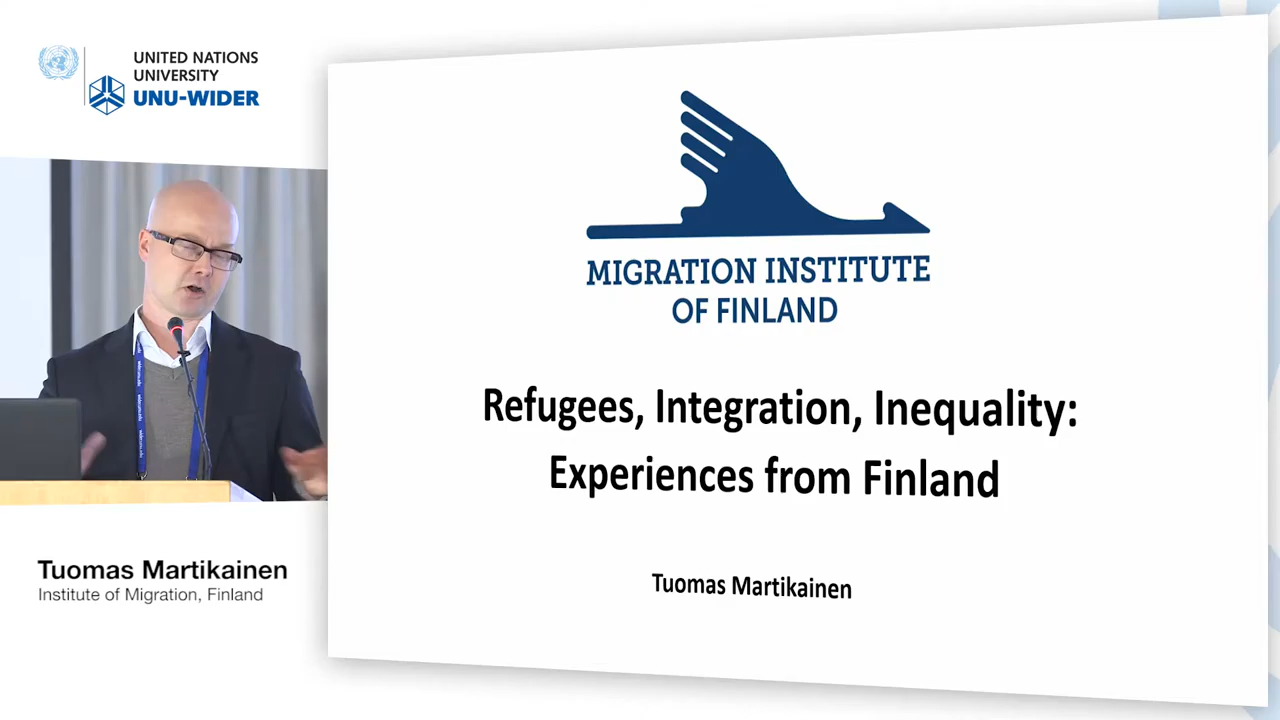 UNITED NATIONS
UNIVERSITY
UNU-WIDER
MIGRATION INSTITUTE
OF FINLAND
Refugees, Integration, Inequality:
Experiences from Finland
Tuomas Martikainen
Tuomas Martikainen
Institute of Migration, Finland